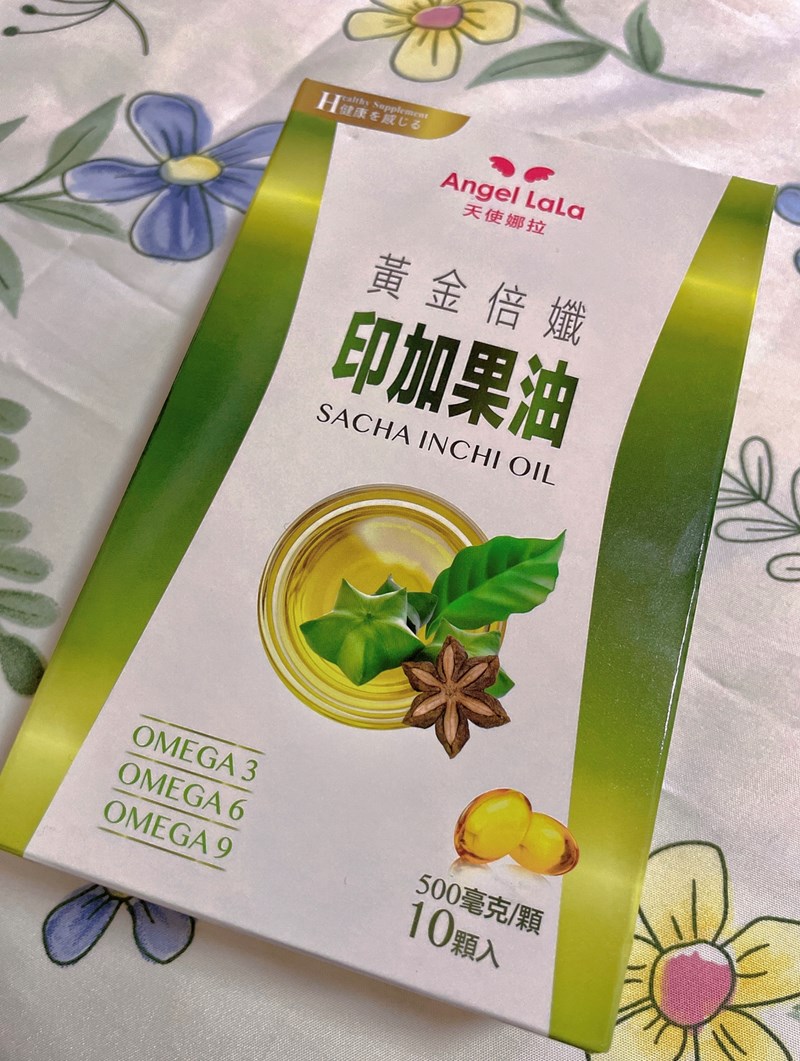 Healthy Supplement
健康を感じる
Angel LaLa
天使娜拉
黃金倍孅
印加果油
SACHA INCHI OIL
OMEGA 3
OMEGA 6
OMEGA 9
500毫克/顆
10顆入